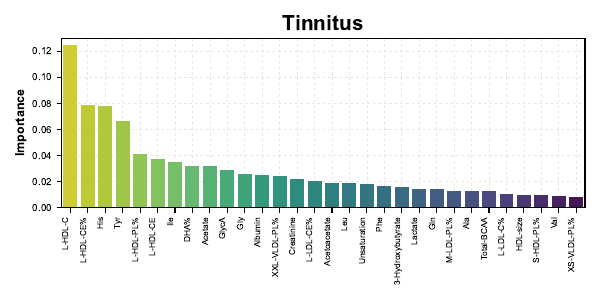 Tinnitus
Importance
0.12
0.10
0.08
0.06
0.04
0.02
0.00
L-HDL-C
L-HDL-CE%
His
Tyr
L-HDL-PL%
L-HDL-CE
Ile
DHA%
Acetate
GlycA
Gly
Albumin
XXL-VLDL-PL%
Creatinine
L-LDL-CE%
Acetoacetate
Leu
Unsaturation
Phe
3-Hydroxybutyrate
Lactate
Gln
M-LDL-PL%
Ala
Total-BCAA
L-LDL-C%
HDL-size
S-HDL-PL%
Val
XS-VLDL-PL%